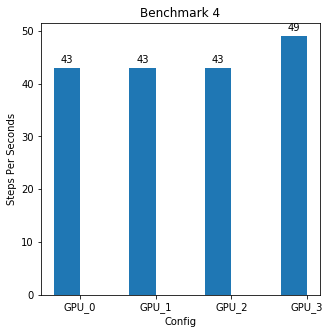 Benchmark 4
Steps Per Seconds
50
40
30
20
10
0
43
43
43
49
GPU_0
GPU_1
GPU_2
GPU_3
Config